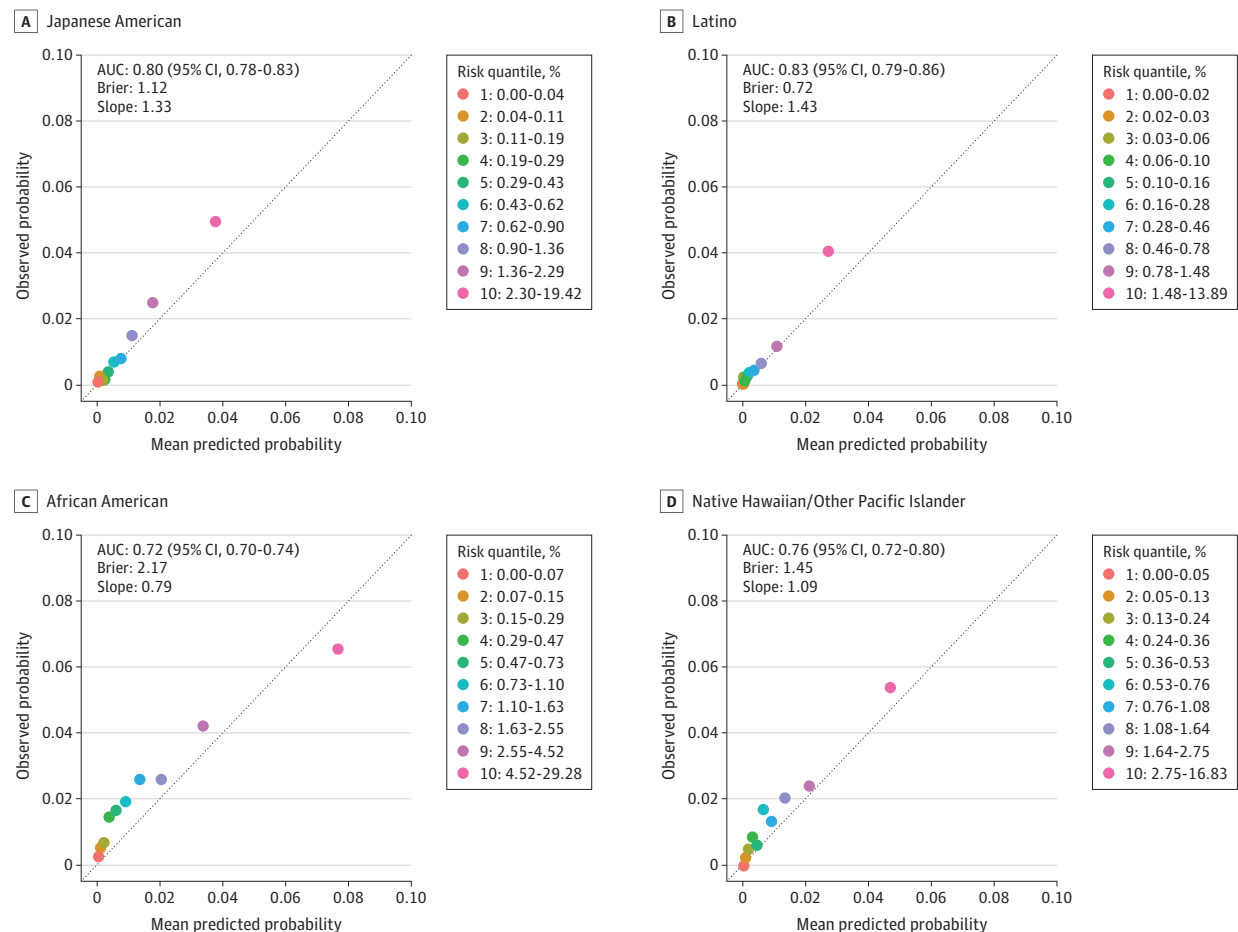 A Japanese American
0.10
0.08
0.06
0.04
0.02
0
Observed probability
AUC: 0.80 (95% CI, 0.78-0.83)
Brier: 1.12
Slope: 1.33
0 0.02 0.04 0.06 0.08 0.10
Mean predicted probability
Risk quantile, %
1: 0.00-0.04
2: 0.04-0.11
3: 0.11-0.19
4: 0.19-0.29
5: 0.29-0.43
6: 0.43-0.62
7: 0.62-0.90
8: 0.90-1.36
9: 1.36-2.29
10: 2.30-19.42
B Latino
0.10
0.08
0.06
0.04
0.02
0
Observed probability
AUC: 0.83 (95% CI, 0.79-0.86)
Brier: 0.72
Slope: 1.43
0 0.02 0.04 0.06 0.08 0.10
Mean predicted probability
Risk quantile, %
1: 0.00-0.02
2: 0.02-0.03
3: 0.03-0.06
4: 0.06-0.10
5: 0.10-0.16
6: 0.16-0.28
7: 0.28-0.46
8: 0.46-0.78
9: 0.78-1.48
10: 1.48-13.89
C African American
0.10
0.08
0.06
0.04
0.02
0
Observed probability
AUC: 0.72 (95% CI, 0.70-0.74)
Brier: 2.17
Slope: 0.79
0 0.02 0.04 0.06 0.08 0.10
Mean predicted probability
Risk quantile, %
1: 0.00-0.07
2: 0.07-0.15
3: 0.15-0.29
4: 0.29-0.47
5: 0.47-0.73
6: 0.73-1.10
7: 1.10-1.63
8: 1.63-2.55
9: 2.55-4.52
10: 4.52-29.28
D Native Hawaiian/Other Pacific Islander
0.10
0.08
0.06
0.04
0.02
0
Observed probability
AUC: 0.76 (95% CI, 0.72-0.80)
Brier: 1.45
Slope: 1.09
0 0.02 0.04 0.06 0.08 0.10
Mean predicted probability
Risk quantile, %
1: 0.00-0.05
2: 0.05-0.13
3: 0.13-0.24
4: 0.24-0.36
5: 0.36-0.53
6: 0.53-0.76
7: 0.76-1.08
8: 1.08-1.64
9: 1.64-2.75
10: 2.75-16.83